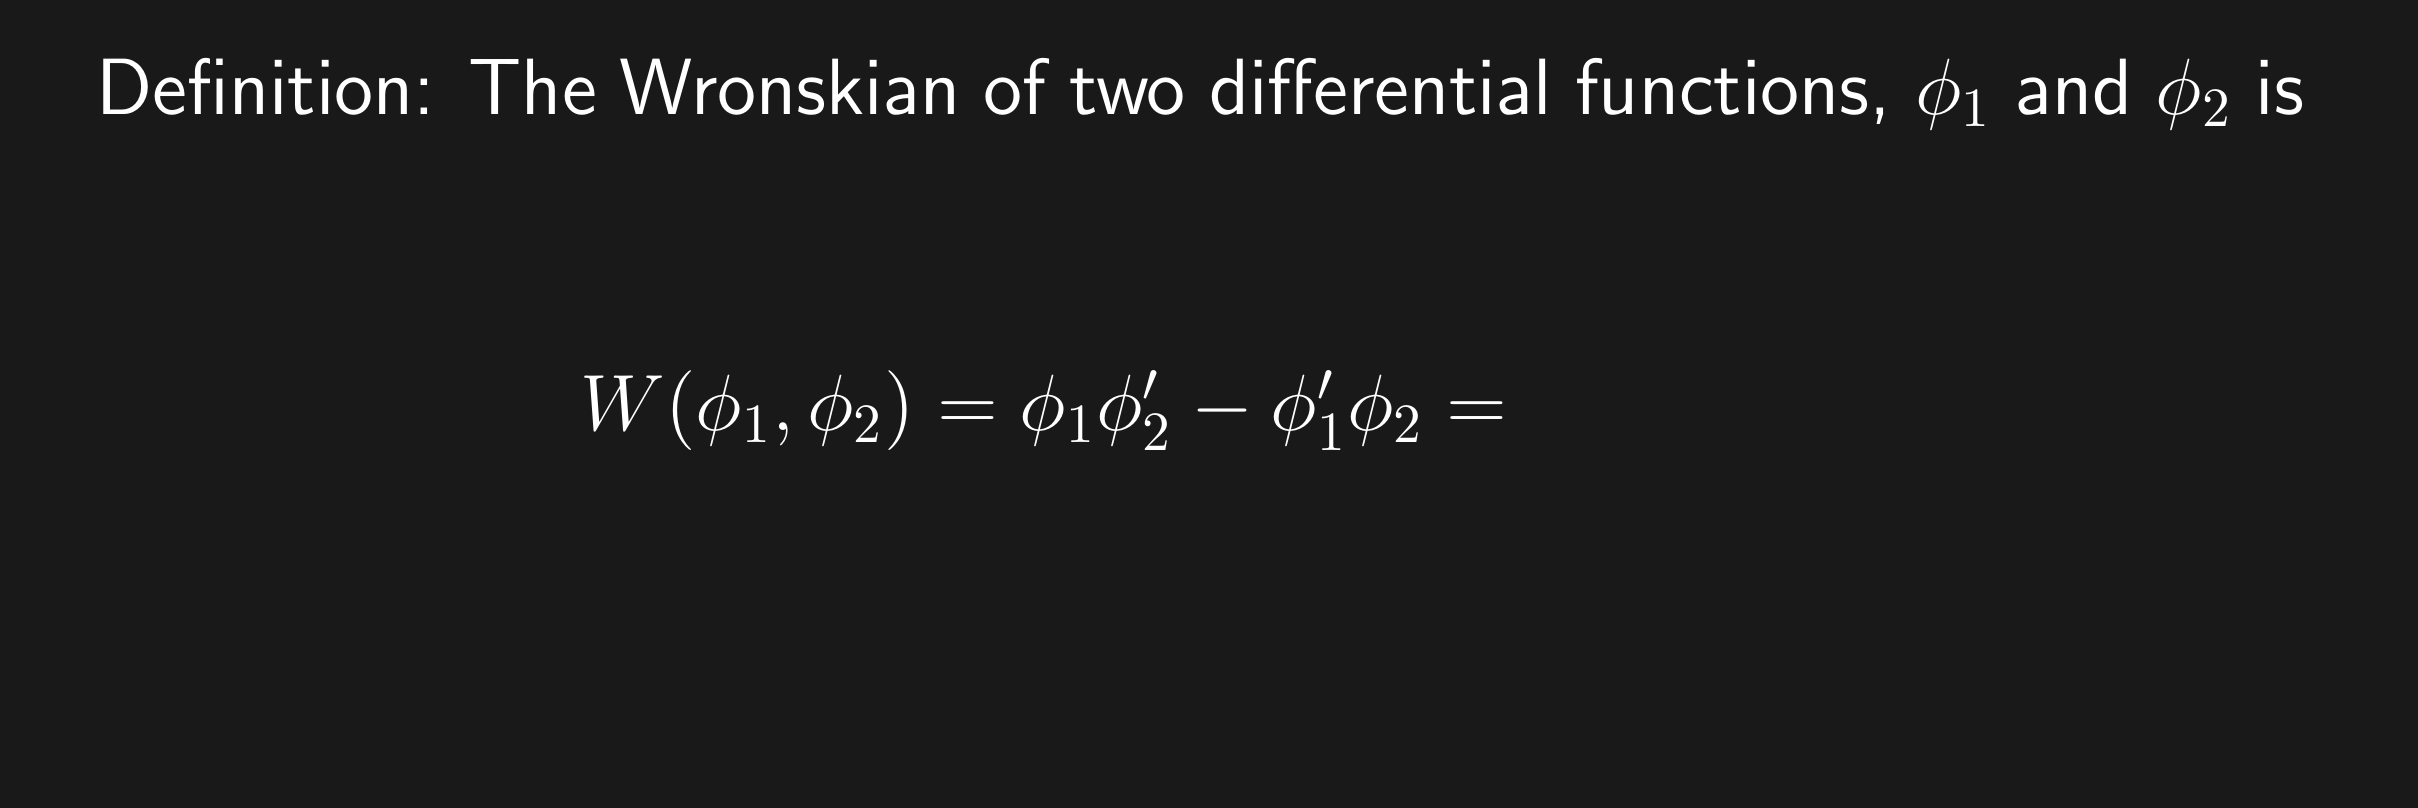 Definition: The Wronskian of two differential functions, ϕ₁ and ϕ₂ is
W(ϕ₁, ϕ₂) = ϕ₁ϕ₂′ − ϕ₁′ϕ₂ =